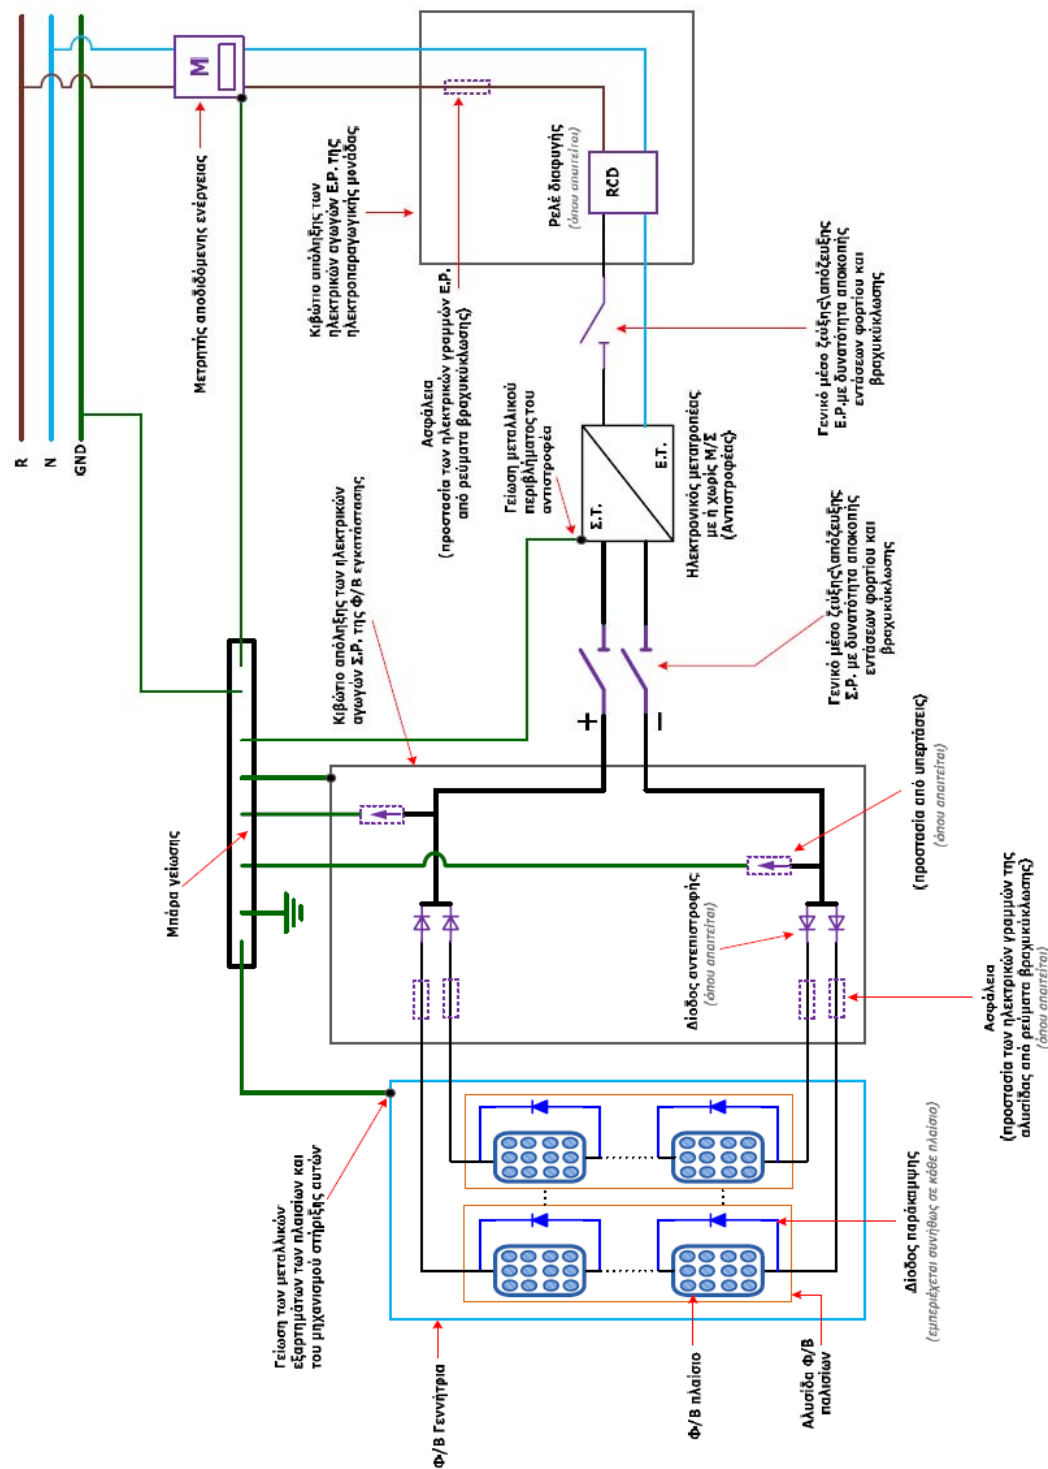 R
N
GND
M
Μετρητής αποδιδόμενης ενέργειας
Κιβώτιο απόληξης των
ηλεκτρικών αγωγών Ε.Ρ. της
ηλεκτροπαραγωγικής μονάδας
Ασφάλεια
(προστασία των ηλεκτρικών γραμμών Ε.Ρ.
από ρεύματα βραχυκύκλωσης)
Ρελέ διαφυγής
(όπου απαιτείται)
RCD
Γενικό μέσο ζεύξης\απόζευξης
Ε.Ρ.με δυνατότητα αποκοπής
εντάσεων φορτίου και
βραχυκύκλωσης
Γείωση μεταλλικού
περιβλήματος του
αντιστροφέα
Σ.Τ.
Ε.Τ.
Ηλεκτρονικός μετατροπέας
με ή χωρίς Μ/Σ
(Αντιστροφέας)
Γενικό μέσο ζεύξης\απόζευξης
Σ.Ρ. με δυνατότητα αποκοπής
εντάσεων φορτίου και
βραχυκύκλωσης
+
−
Κιβώτιο απόληξης των ηλεκτρικών
αγωγών Σ.Ρ. της Φ/Β εγκατάστασης
Μπάρα γείωσης
(προστασία από υπερτάσεις)
(όπου απαιτείται)
Δίοδος αντεπιστροφής
(όπου απαιτείται)
Ασφάλεια
(προστασία των ηλεκτρικών γραμμών της
αλυσίδας από ρεύματα βραχυκύκλωσης)
(όπου απαιτείται)
Γείωση των μεταλλικών
εξαρτημάτων των πλαισίων και
του μηχανισμού στήριξης αυτών
Φ/Β Γεννήτρια
Φ/Β πλαίσιο
Αλυσίδα Φ/Β
παλισίων
Δίοδος παράκαμψης
(εμπεριέχεται συνήθως σε κάθε πλαίσιο)